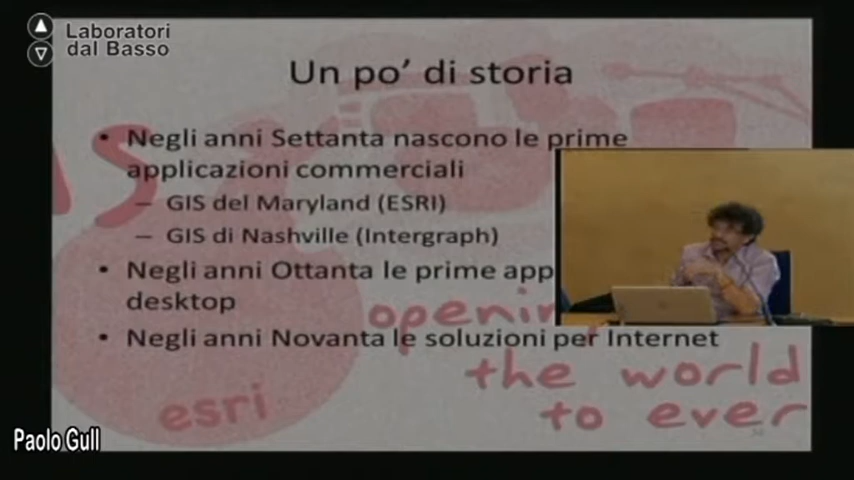 Laboratori
dal Basso
Un po' di storia
• Negli anni Settanta nascono le prime
applicazioni commerciali
– GIS del Maryland (ESRI)
– GIS di Nashville (Intergraph)
• Negli anni Ottanta le prime app
desktop
• Negli anni Novanta le soluzioni per Internet
openin
the world
to ever
esri
Paolo Gull